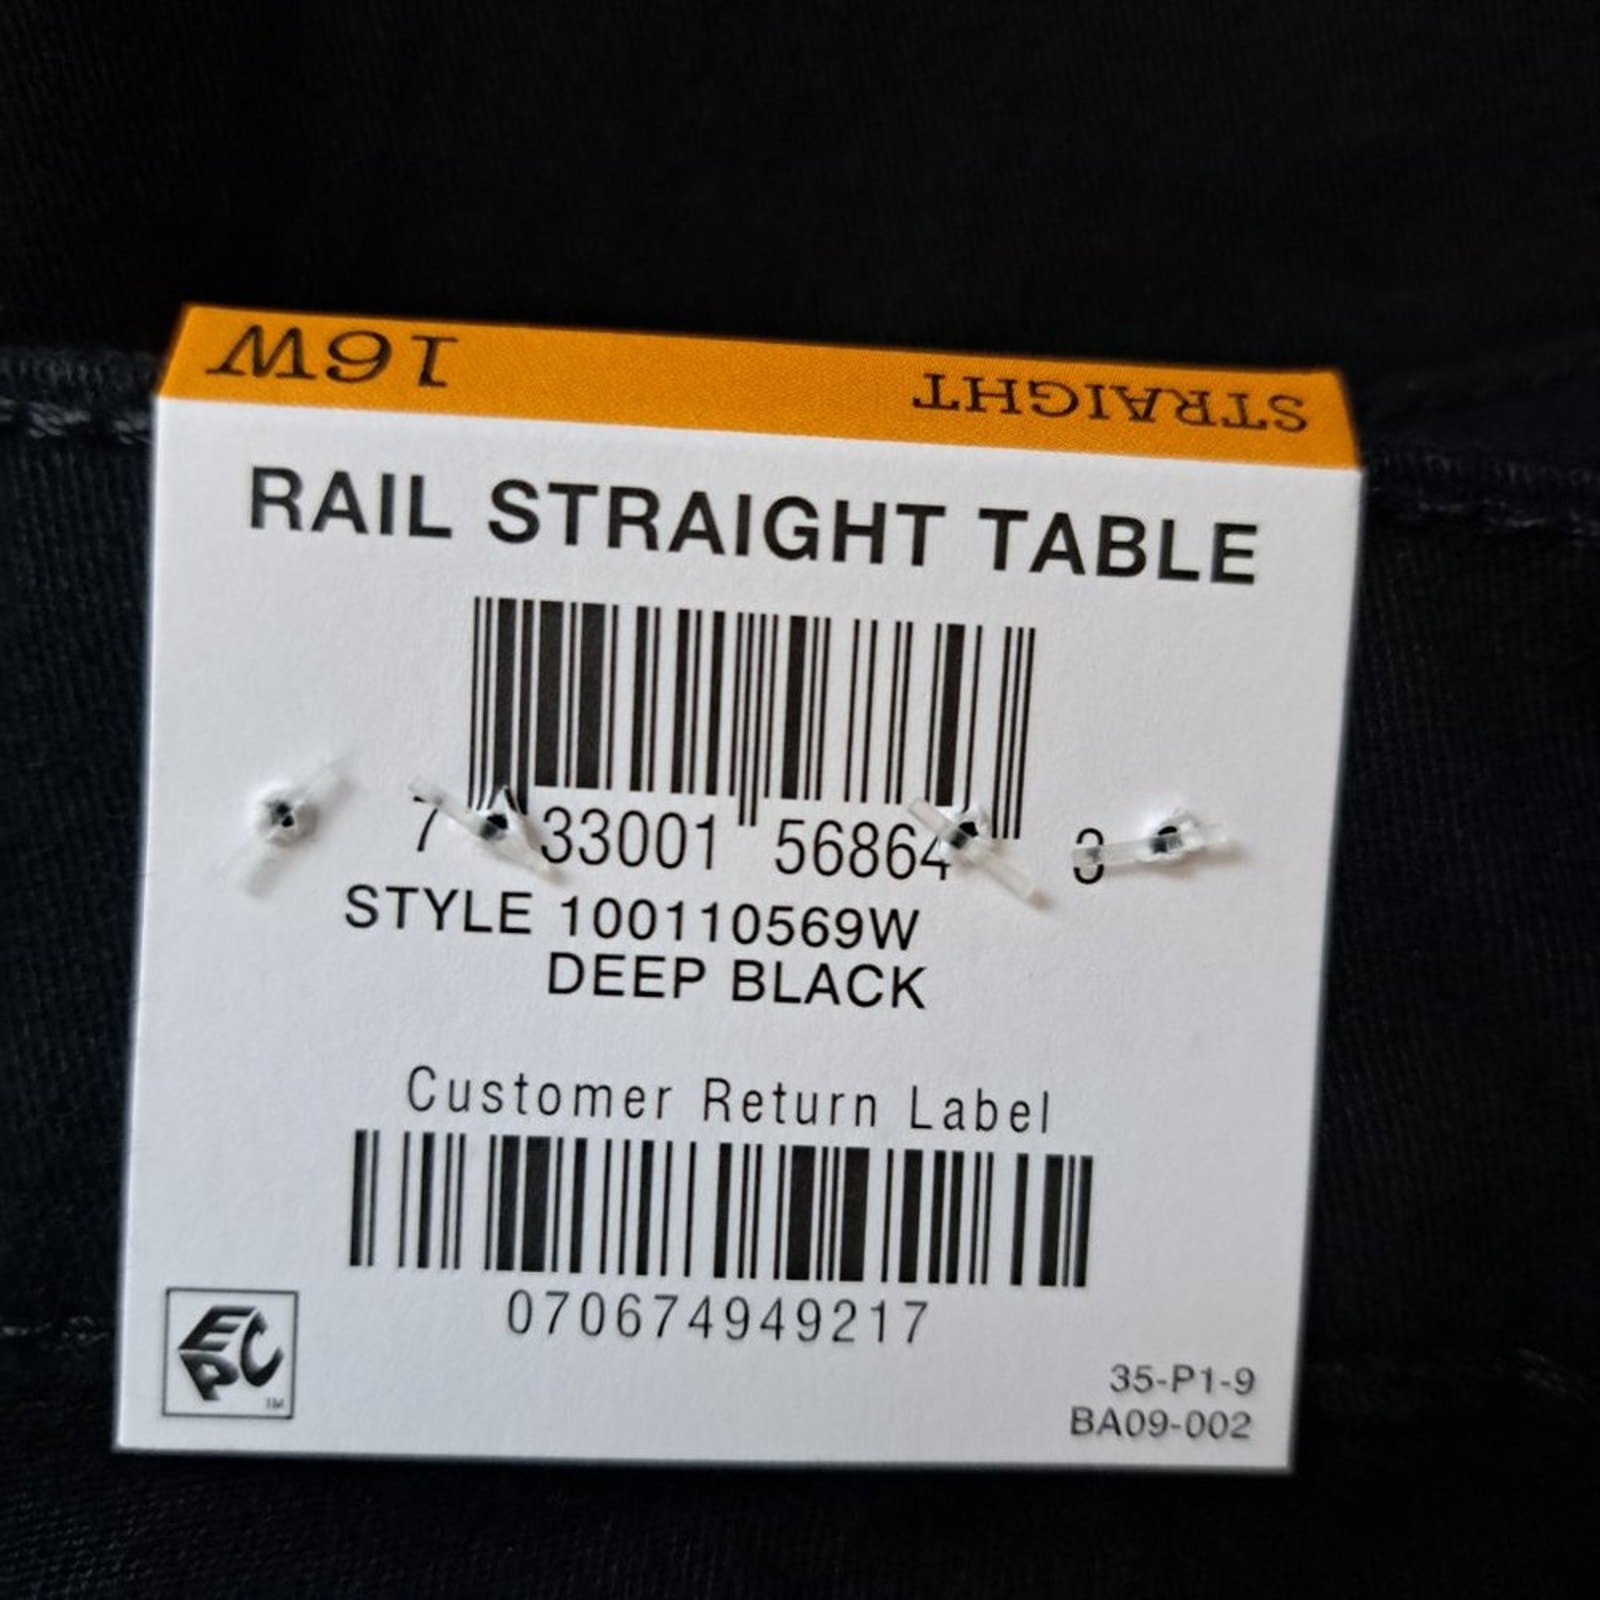 16W STRAIGHT
RAIL STRAIGHT TABLE
7 33001 56864 3
STYLE 100110569W
DEEP BLACK
Customer Return Label
070674949217
EPC TM
35-P1-9
BA09-002